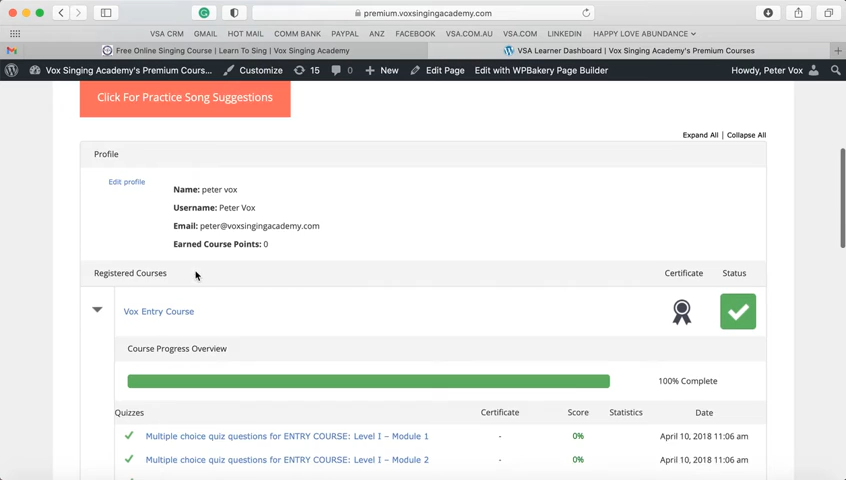 premium.voxsingingacademy.com
VSA CRM GMAIL HOT MAIL COMM BANK PAYPAL ANZ FACEBOOK VSA.COM.AU VSA.COM LINKEDIN HAPPY LOVE ABUNDANCE
Free Online Singing Course | Learn To Sing | Vox Singing Academy VSA Learner Dashboard | Vox Singing Academy's Premium Courses
Vox Singing Academy's Premium Cours... Customize 15 0 New Edit Page Edit with WPBakery Page Builder Howdy, Peter Vox
Click For Practice Song Suggestions
Expand All | Collapse All
Profile
Edit profile
Name: peter vox
Username: Peter Vox
Email: peter@voxsingingacademy.com
Earned Course Points: 0
Registered Courses Certificate Status
Vox Entry Course
Course Progress Overview
100% Complete
Quizzes Certificate Score Statistics Date
Multiple choice quiz questions for ENTRY COURSE: Level I – Module 1 - 0% April 10, 2018 11:06 am
Multiple choice quiz questions for ENTRY COURSE: Level I – Module 2 - 0% April 10, 2018 11:06 am